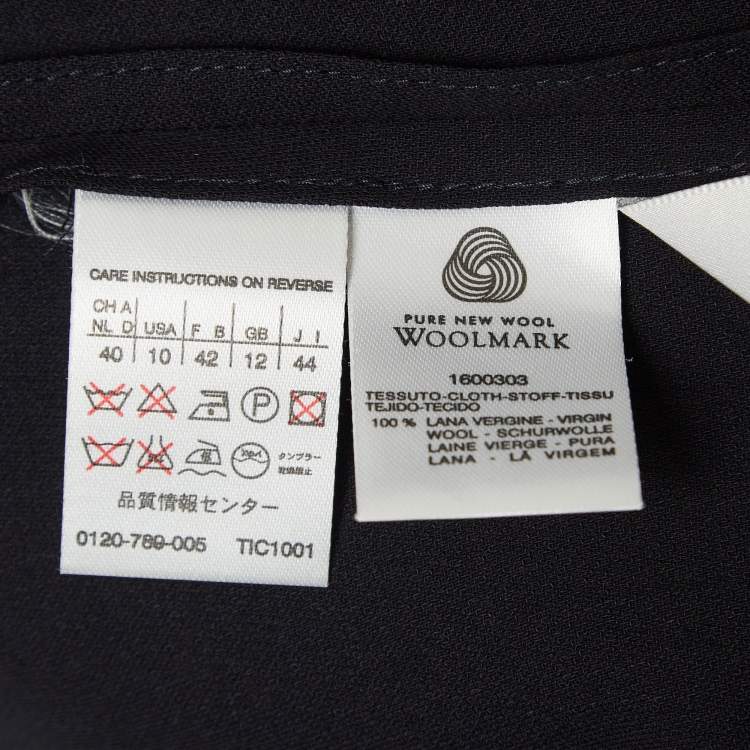 CARE INSTRUCTIONS ON REVERSE
CH A
NL D USA F B GB J I
40 10 42 12 44
P
タンブラー
乾燥禁止
品質情報センター
0120-789-005 TIC1001
PURE NEW WOOL
WOOLMARK
1600303
TESSUTO-CLOTH-STOFF-TISSU
TEJIDO-TECIDO
100 % LANA VERGINE - VIRGIN
WOOL - SCHURWOLLE
LAINE VIERGE - PURA
LANA - LÃ VIRGEM